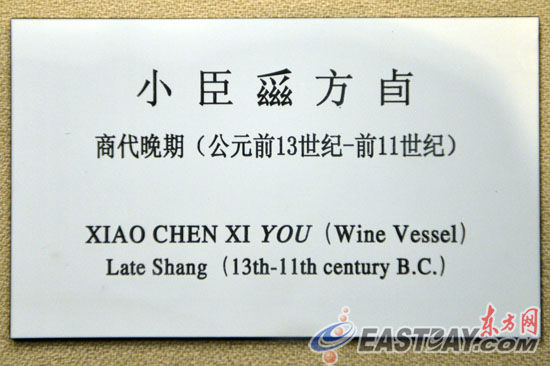 小臣方卣
商代晚期（公元前13世纪-前11世纪）
XIAO CHEN XI YOU (Wine Vessel)
Late Shang (13th-11th century B.C.)
东方网
EASTDAY.COM